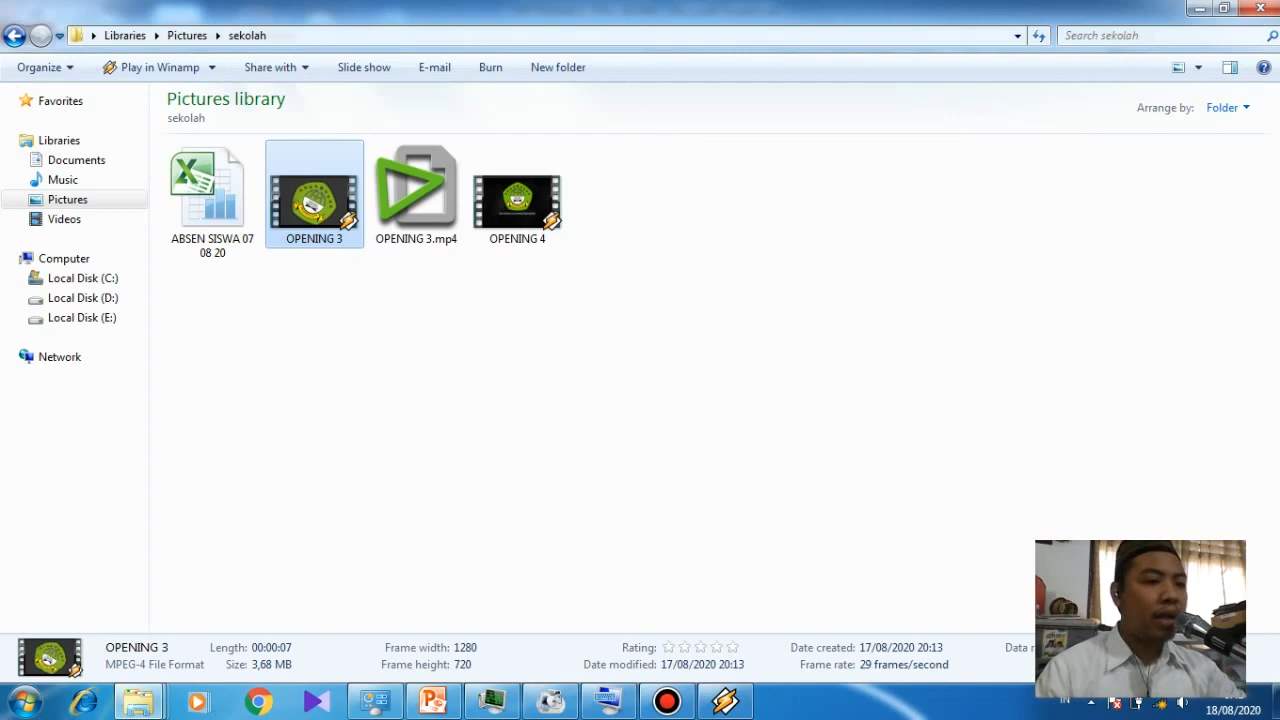 Libraries Pictures sekolah
Search sekolah
Organize Play in Winamp Share with Slide show E-mail Burn New folder
Favorites
Libraries
Documents
Music
Pictures
Videos
Computer
Local Disk (C:)
Local Disk (D:)
Local Disk (E:)
Network
Pictures library
sekolah
Arrange by: Folder
ABSEN SISWA 07
08 20
OPENING 3
OPENING 3.mp4
OPENING 4
OPENING 3
MPEG-4 File Format
Length: 00:00:07
Size: 3,68 MB
Frame width: 1280
Frame height: 720
Rating:
Date modified: 17/08/2020 20:13
Date created: 17/08/2020 20:13
Frame rate: 29 frames/second
IN
18/08/2020